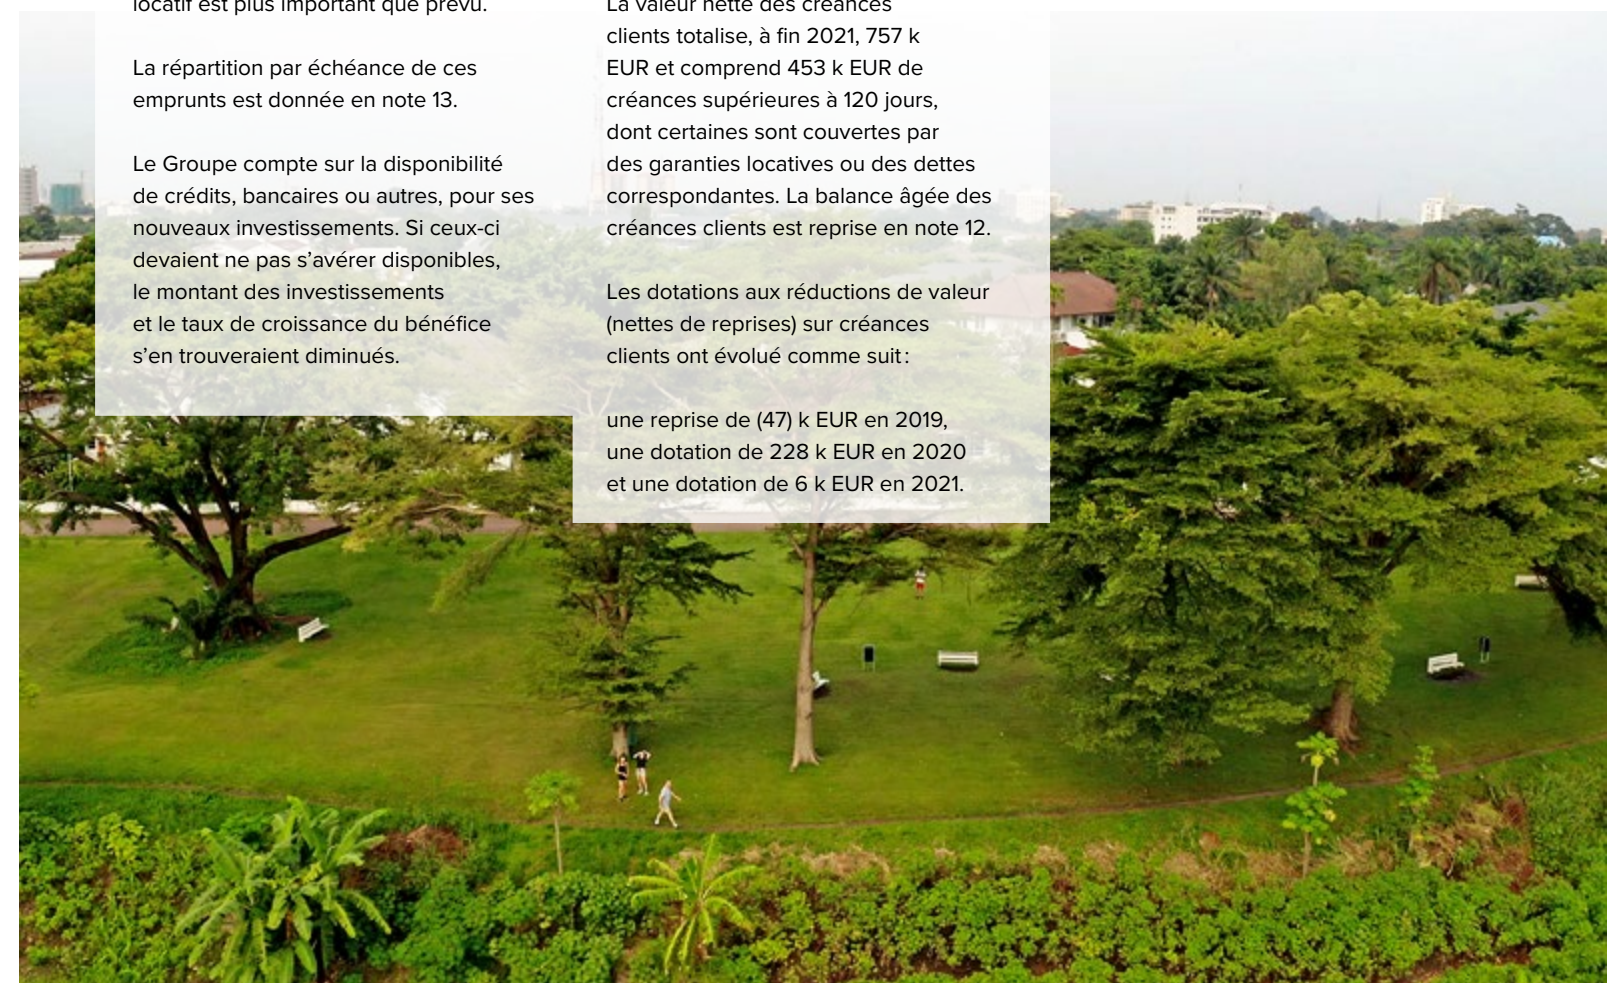 locatif est plus important que prévu.
La répartition par échéance de ces
emprunts est donnée en note 13.
Le Groupe compte sur la disponibilité
de crédits, bancaires ou autres, pour ses
nouveaux investissements. Si ceux-ci
devaient ne pas s’avérer disponibles,
le montant des investissements
et le taux de croissance du bénéfice
s’en trouveraient diminués.
La valeur nette des créances
clients totalise, à fin 2021, 757 k
EUR et comprend 453 k EUR de
créances supérieures à 120 jours,
dont certaines sont couvertes par
des garanties locatives ou des dettes
correspondantes. La balance âgée des
créances clients est reprise en note 12.
Les dotations aux réductions de valeur
(nettes de reprises) sur créances
clients ont évolué comme suit :
une reprise de (47) k EUR en 2019,
une dotation de 228 k EUR en 2020
et une dotation de 6 k EUR en 2021.